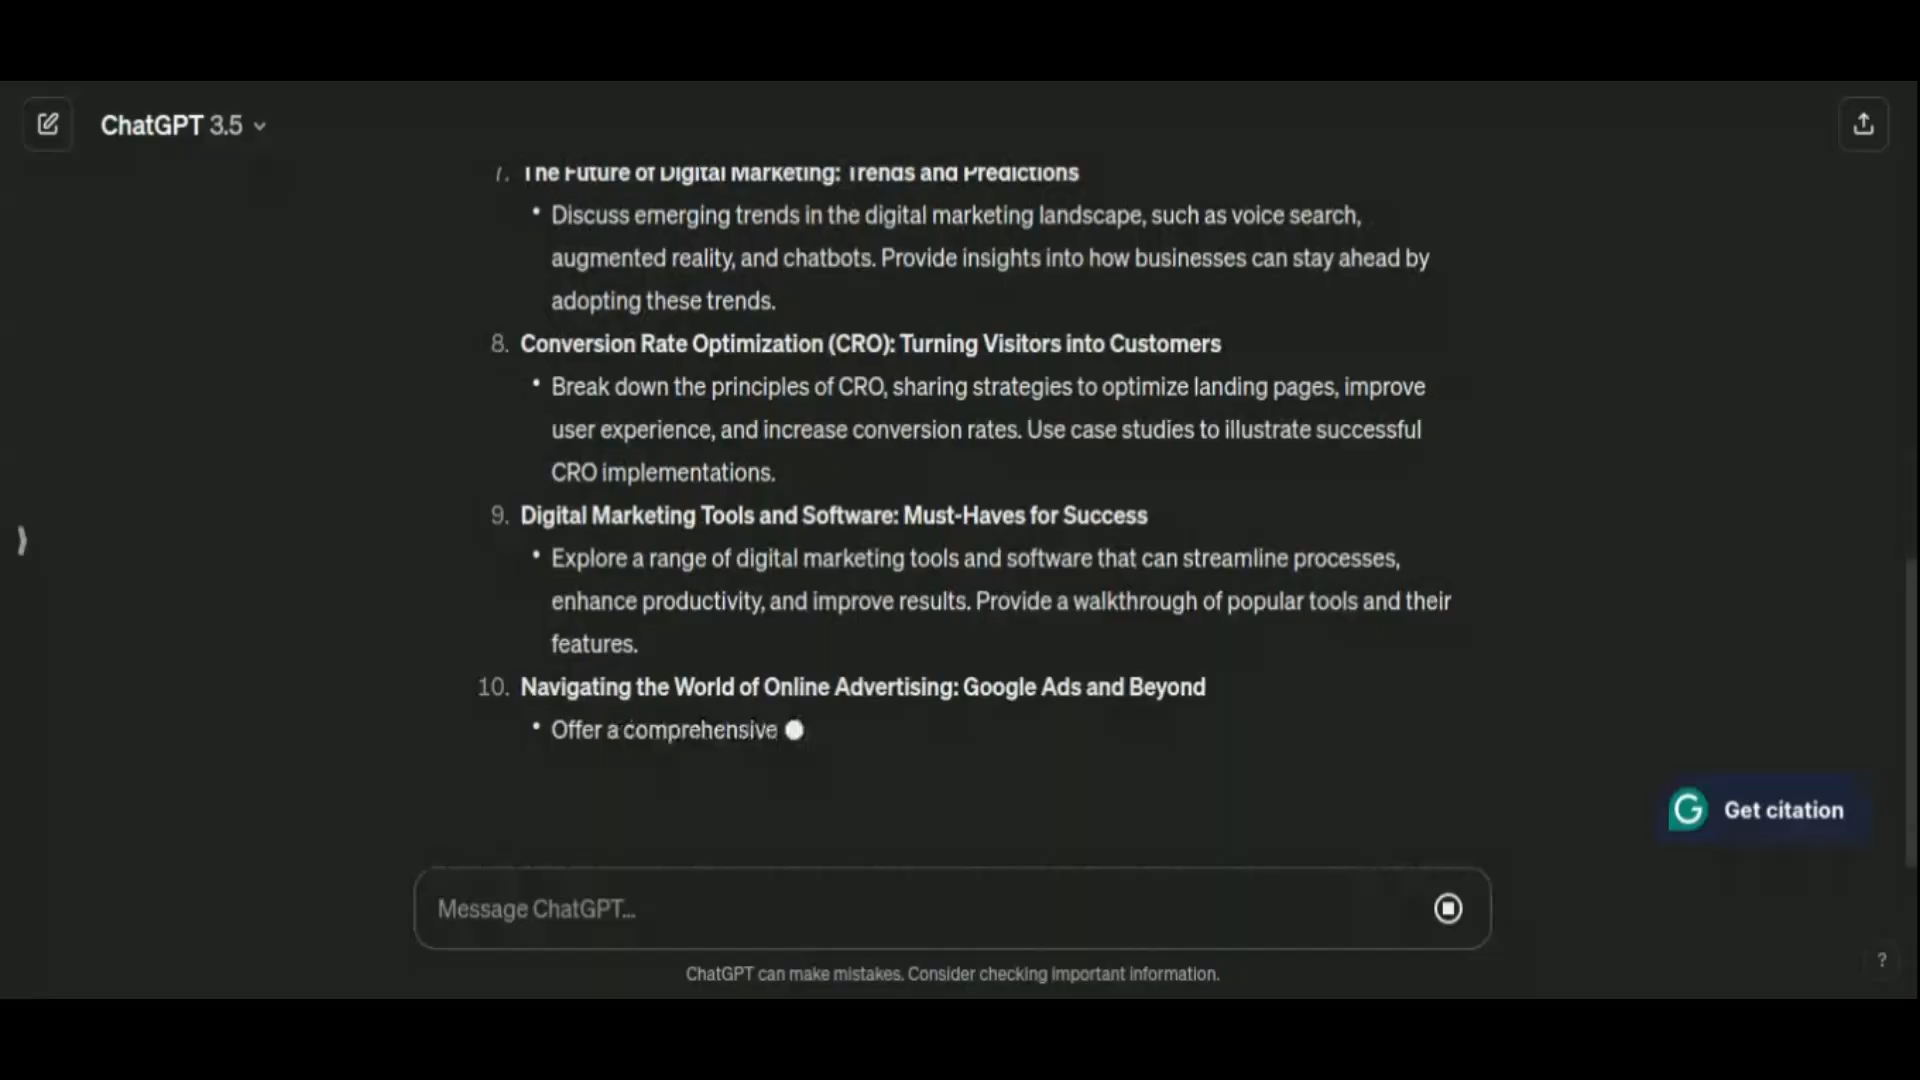 ChatGPT 3.5
7. The Future of Digital Marketing: Trends and Predictions
• Discuss emerging trends in the digital marketing landscape, such as voice search,
augmented reality, and chatbots. Provide insights into how businesses can stay ahead by
adopting these trends.
8. Conversion Rate Optimization (CRO): Turning Visitors into Customers
• Break down the principles of CRO, sharing strategies to optimize landing pages, improve
user experience, and increase conversion rates. Use case studies to illustrate successful
CRO implementations.
9. Digital Marketing Tools and Software: Must-Haves for Success
• Explore a range of digital marketing tools and software that can streamline processes,
enhance productivity, and improve results. Provide a walkthrough of popular tools and their
features.
10. Navigating the World of Online Advertising: Google Ads and Beyond
• Offer a comprehensive
G Get citation
Message ChatGPT...
ChatGPT can make mistakes. Consider checking important information.
?